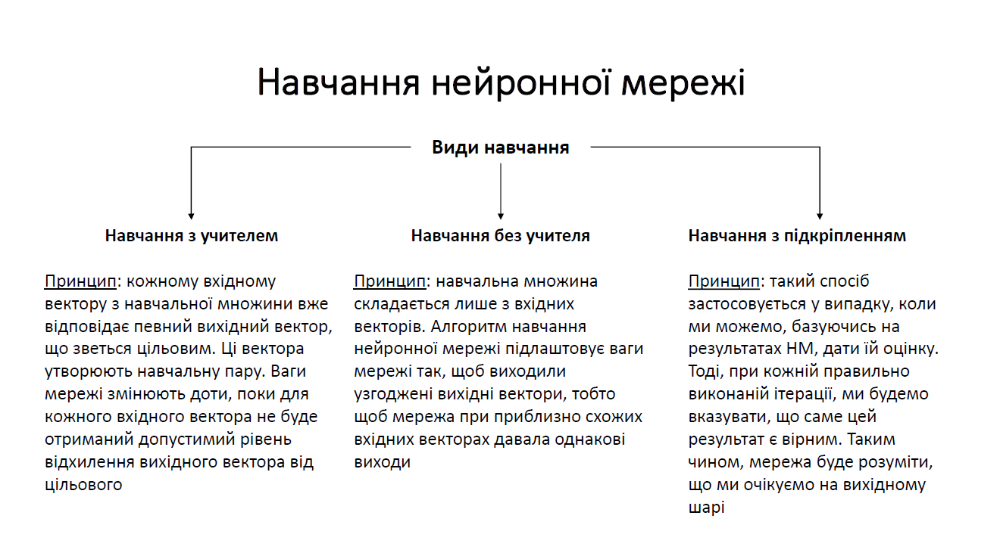 Навчання нейронної мережі
Види навчання
Навчання з учителем
Принцип: кожному вхідному
вектору з навчальної множини вже
відповідає певний вихідний вектор,
що зветься цільовим. Ці вектора
утворюють навчальну пару. Ваги
мережі змінюють доти, поки для
кожного вхідного вектора не буде
отриманий допустимий рівень
відхилення вихідного вектора від
цільового
Навчання без учителя
Принцип: навчальна множина
складається лише з вхідних
векторів. Алгоритм навчання
нейронної мережі підлаштовує ваги
мережі так, щоб виходили
узгоджені вихідні вектори, тобто
щоб мережа при приблизно схожих
вхідних векторах давала однакові
виходи
Навчання з підкріпленням
Принцип: такий спосіб
застосовується у випадку, коли
ми можемо, базуючись на
результатах НМ, дати їй оцінку.
Тоді, при кожній правильно
виконаній ітерації, ми будемо
вказувати, що саме цей
результат є вірним. Таким
чином, мережа буде розуміти,
що ми очікуємо на вихідному
шарі